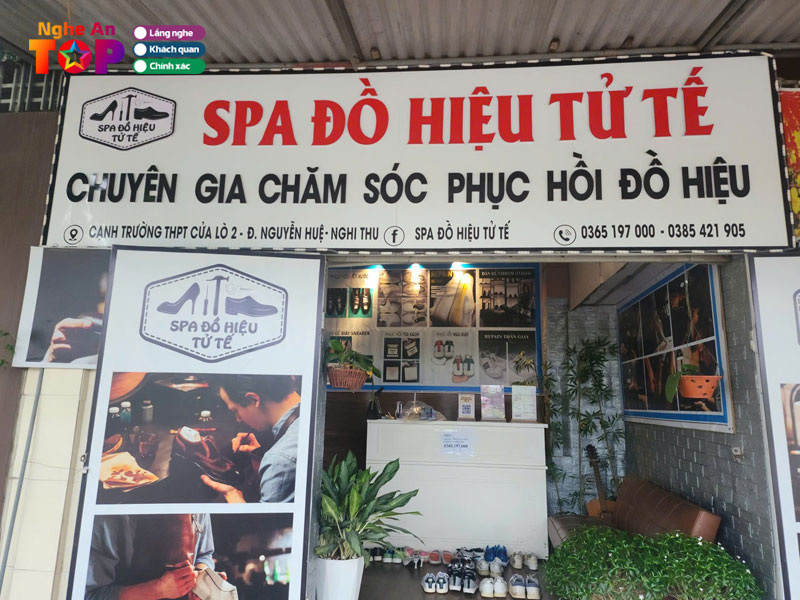 Nghe An
TOP
Lắng nghe
Khách quan
Chính xác
SPA ĐỒ HIỆU
TỬ TẾ
SPA ĐỒ HIỆU TỬ TẾ
CHUYÊN GIA CHĂM SÓC PHỤC HỒI ĐỒ HIỆU
CẠNH TRƯỜNG THPT CỬA LÒ 2 - Đ. NGUYỄN HUỆ - NGHI THU
SPA ĐỒ HIỆU TỬ TẾ
0365 197 000 - 0385 421 905
SPA ĐỒ HIỆU
TỬ TẾ